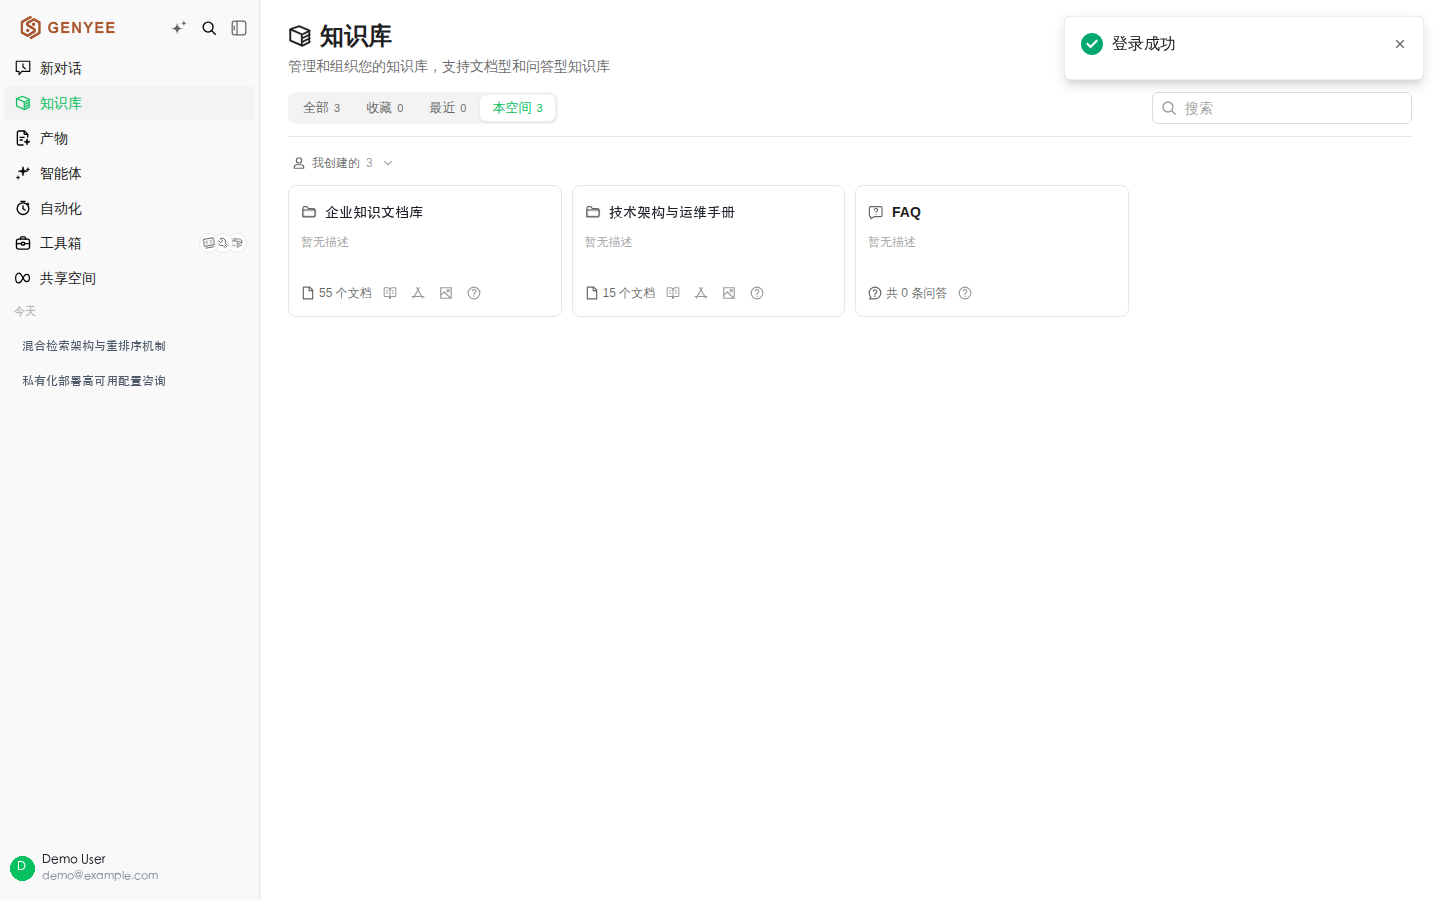 GENYEE
新对话
知识库
产物
智能体
自动化
工具箱
共享空间
今天
混合检索架构与重排序机制
私有化部署高可用配置咨询
D
Demo User
demo@example.com
知识库
管理和组织您的知识库，支持文档型和问答型知识库
全部 3 收藏 0 最近 0 本空间 3
搜索
我创建的 3
企业知识文档库
暂无描述
55 个文档
技术架构与运维手册
暂无描述
15 个文档
FAQ
暂无描述
共 0 条问答
登录成功